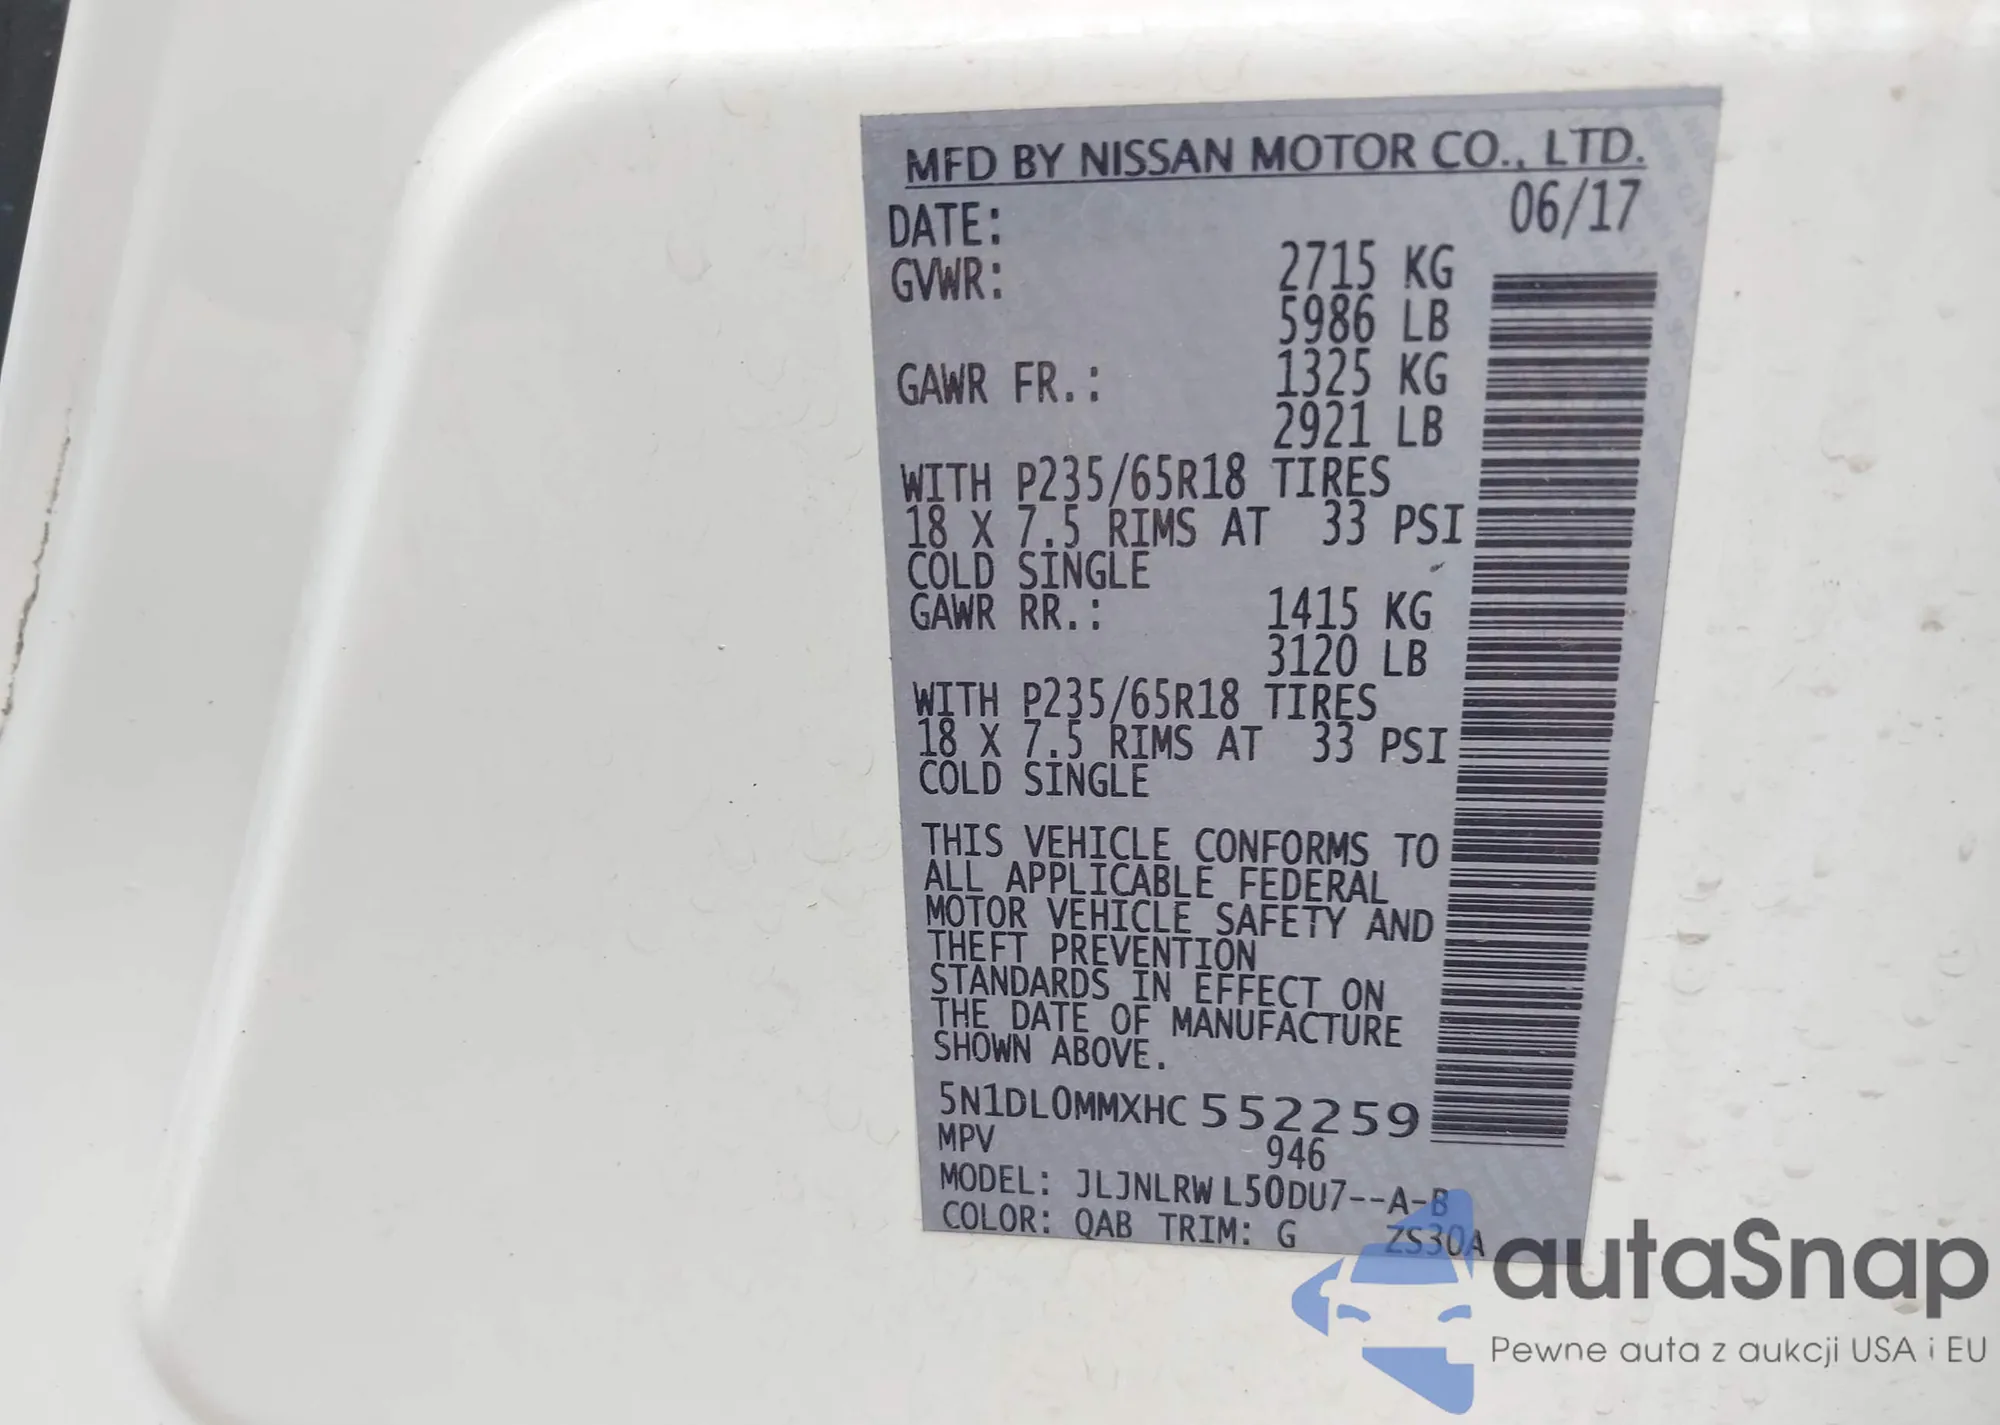 MFD BY NISSAN MOTOR CO., LTD.
DATE: 06/17
GVWR: 2715 KG
5986 LB
GAWR FR.: 1325 KG
2921 LB
WITH P235/65R18 TIRES
18 X 7.5 RIMS AT 33 PSI
COLD SINGLE
GAWR RR.: 1415 KG
3120 LB
WITH P235/65R18 TIRES
18 X 7.5 RIMS AT 33 PSI
COLD SINGLE
THIS VEHICLE CONFORMS TO
ALL APPLICABLE FEDERAL
MOTOR VEHICLE SAFETY AND
THEFT PREVENTION
STANDARDS IN EFFECT ON
THE DATE OF MANUFACTURE
SHOWN ABOVE.
5N1DL0MMXHC552259
MPV 946
MODEL: JLJNLRW L50DU7--A-B
COLOR: QAB TRIM: G ZS30A
autaSnap
Pewne auta z aukcji USA i EU